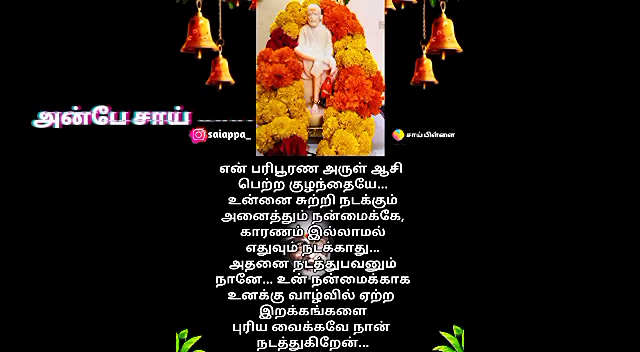 அன்பே சாய்
saiappa_
சாய் பிள்ளை
என் பரிபூரண அருள் ஆசி
பெற்ற குழந்தையே...
உன்னை சுற்றி நடக்கும்
அனைத்தும் நன்மைக்கே,
காரணம் இல்லாமல்
எதுவும் நடக்காது...
அதனை நடத்துபவனும்
நானே... உன் நன்மைக்காக
உனக்கு வாழ்வில் ஏற்ற
இறக்கங்களை
புரிய வைக்கவே நான்
நடத்துகிறேன்...